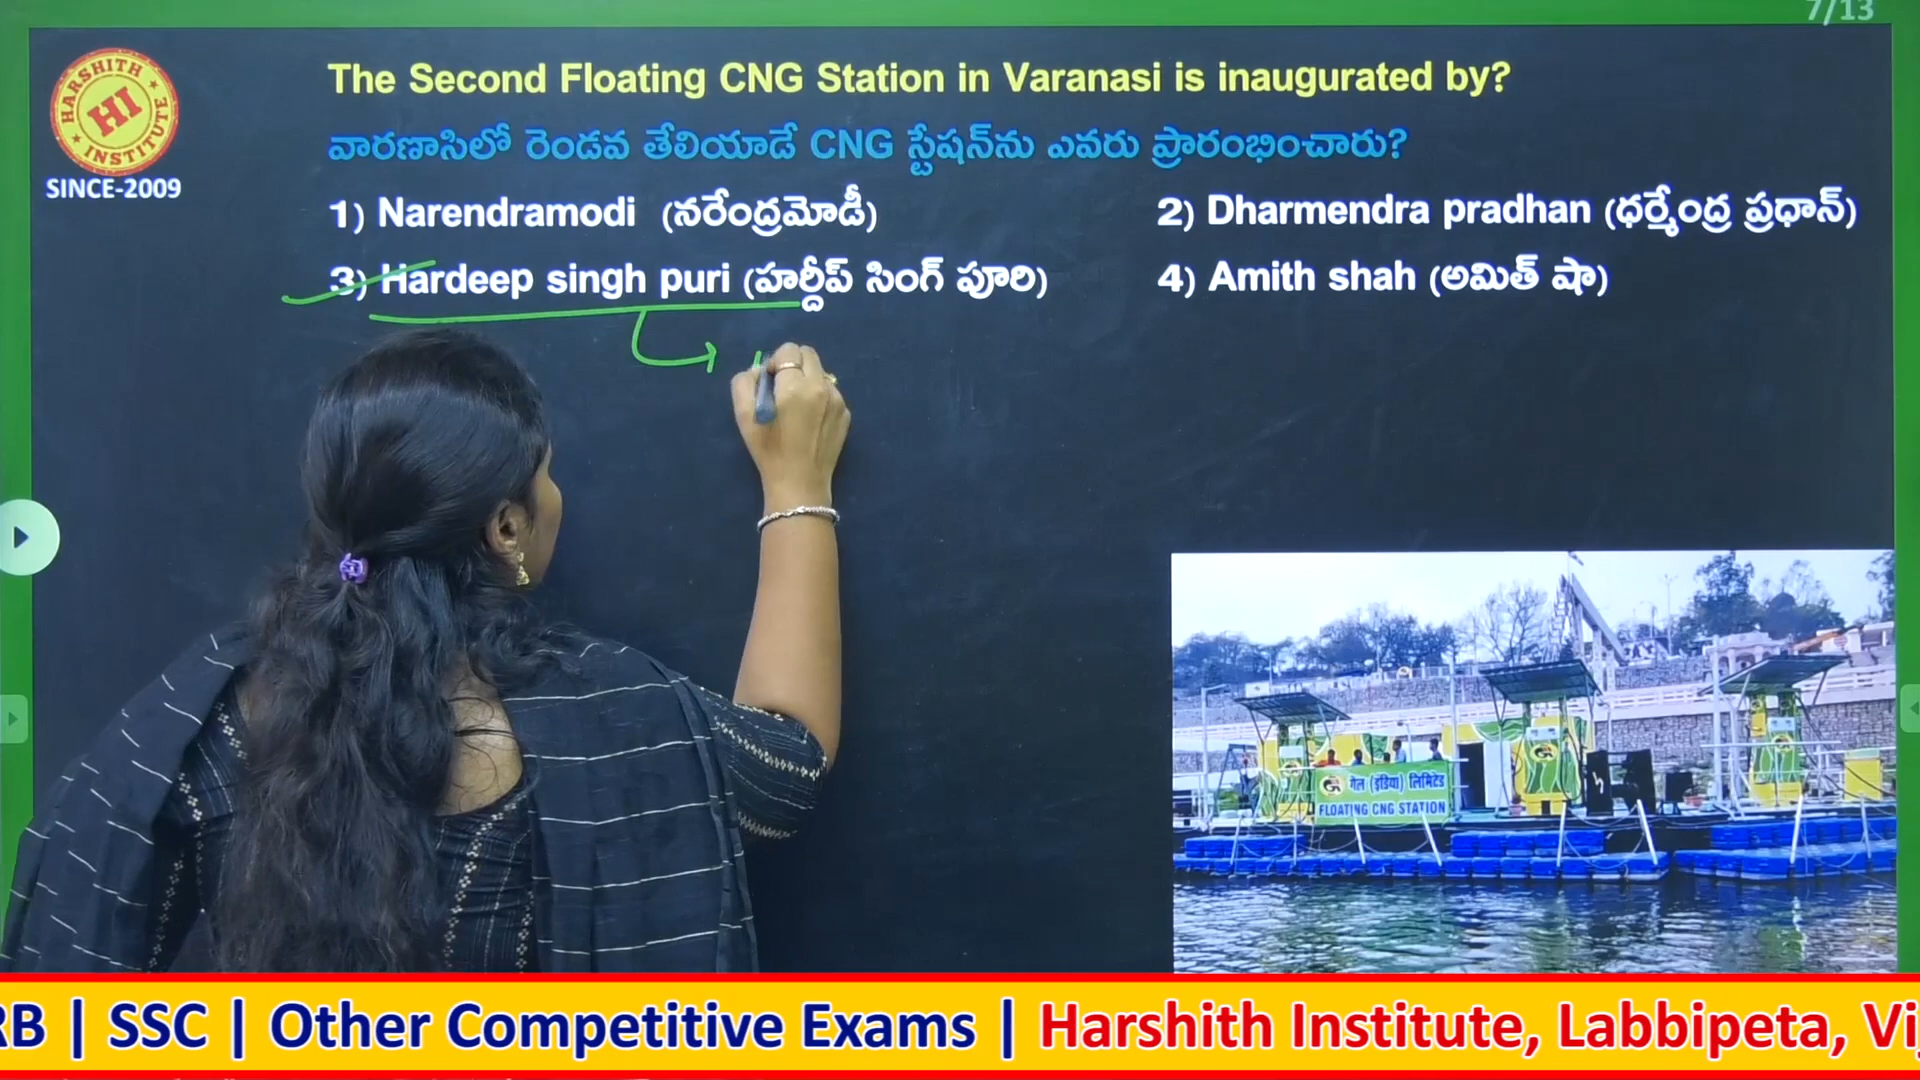 7/13
HARSHITH
HI
INSTITUTE
SINCE-2009
The Second Floating CNG Station in Varanasi is inaugurated by?
వారణాసిలో రెండవ తేలియాడే CNG స్టేషన్‌ను ఎవరు ప్రారంభించారు?
1) Narendramodi (నరేంద్రమోడీ)
2) Dharmendra pradhan (ధర్మేంద్ర ప్రధాన్)
3) Hardeep singh puri (హర్దీప్ సింగ్ పూరి)
4) Amith shah (అమిత్ షా)
गेल (इंडिया) लिमिटेड
FLOATING CNG STATION
RB | SSC | Other Competitive Exams | Harshith Institute, Labbipeta, Vij